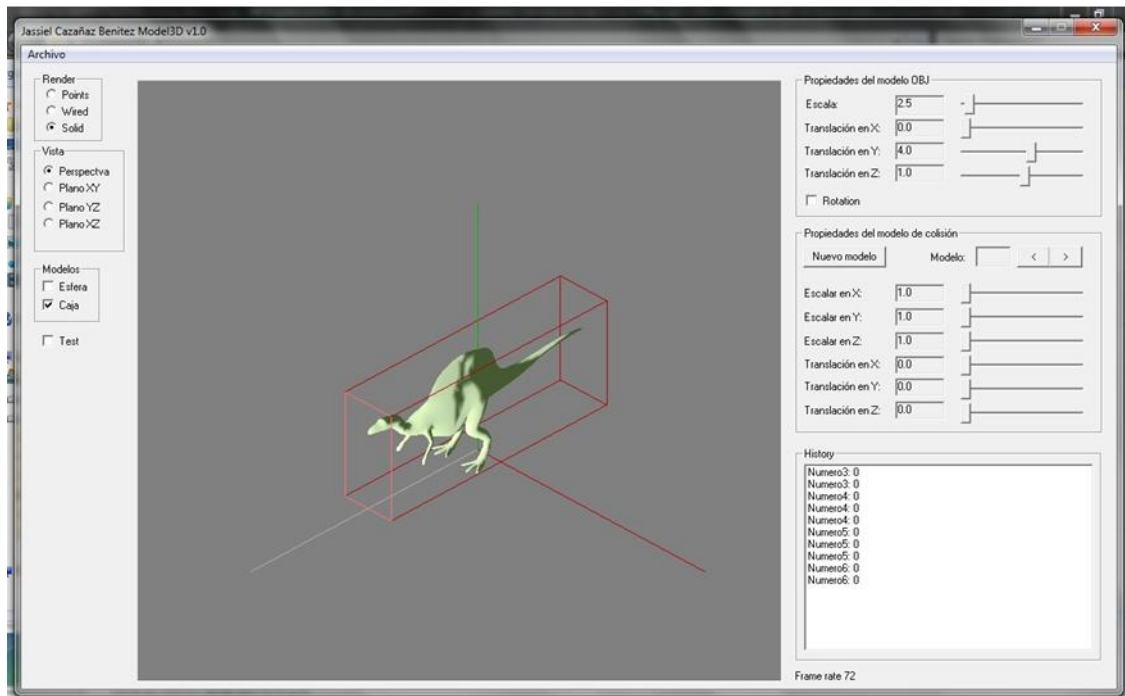 Jassiel Cazañaz Benitez Model3D v1.0
Archivo
Render
Points
Wired
Solid
Vista
Perspectva
Plano XY
Plano YZ
Plano XZ
Modelos
Esfera
Caja
Test
Propiedades del modelo OBJ
Escala: 2.5
Translación en X: 0.0
Translación en Y: 4.0
Translación en Z: 1.0
Rotation
Propiedades del modelo de colisión
Nuevo modelo Modelo: < >
Escalar en X: 1.0
Escalar en Y: 1.0
Escalar en Z: 1.0
Translación en X: 0.0
Translación en Y: 0.0
Translación en Z: 0.0
History
Numero3: 0
Numero3: 0
Numero4: 0
Numero4: 0
Numero4: 0
Numero5: 0
Numero5: 0
Numero5: 0
Numero6: 0
Numero6: 0
Frame rate 72